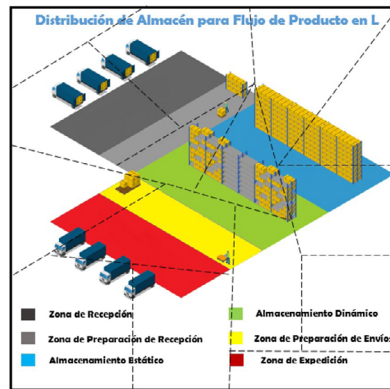 Distribución de Almacén para Flujo de Producto en L
Zona de Recepción
Almacenamiento Dinámico
Zona de Preparación de Recepción
Zona de Preparación de Envíos
Almacenamiento Estático
Zona de Expedición